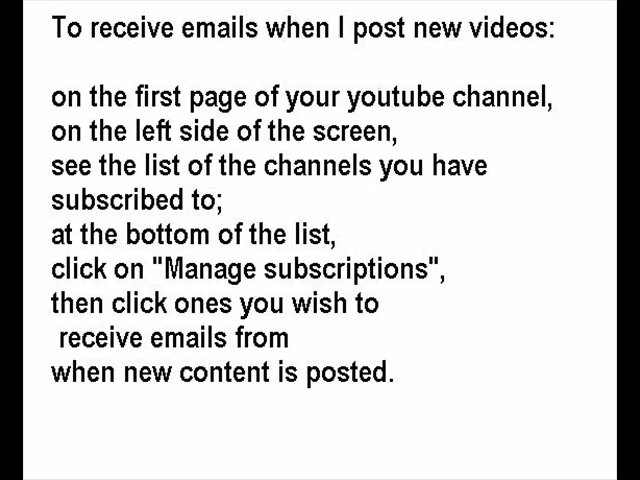 To receive emails when I post new videos:
on the first page of your youtube channel,
on the left side of the screen,
see the list of the channels you have
subscribed to;
at the bottom of the list,
click on "Manage subscriptions",
then click ones you wish to
receive emails from
when new content is posted.